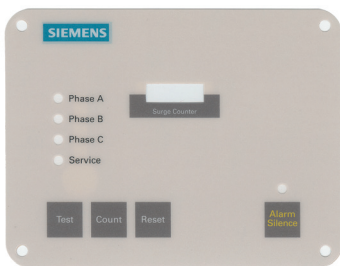 SIEMENS
Phase A
Phase B
Phase C
Service
Surge Counter
Test
Count
Reset
Alarm
Silence